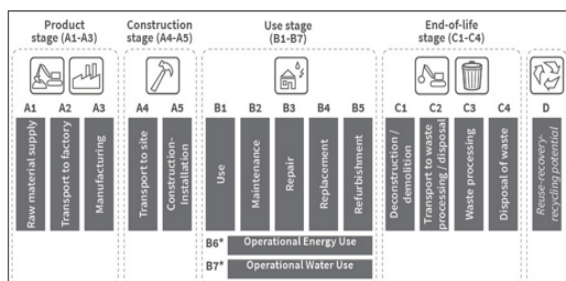 Product
stage (A1-A3)
Construction
stage (A4-A5)
Use stage
(B1-B7)
End-of-life
stage (C1-C4)
A1
A2
A3
A4
A5
B1
B2
B3
B4
B5
C1
C2
C3
C4
D
Raw material supply
Transport to factory
Manufacturing
Transport to site
Construction-
Installation
Use
Maintenance
Repair
Replacement
Refurbishment
Deconstruction /
demolition
Transport to waste
processing / disposal
Waste processing
Disposal of waste
Reuse-recovery-
recycling potential
B6*
Operational Energy Use
B7*
Operational Water Use